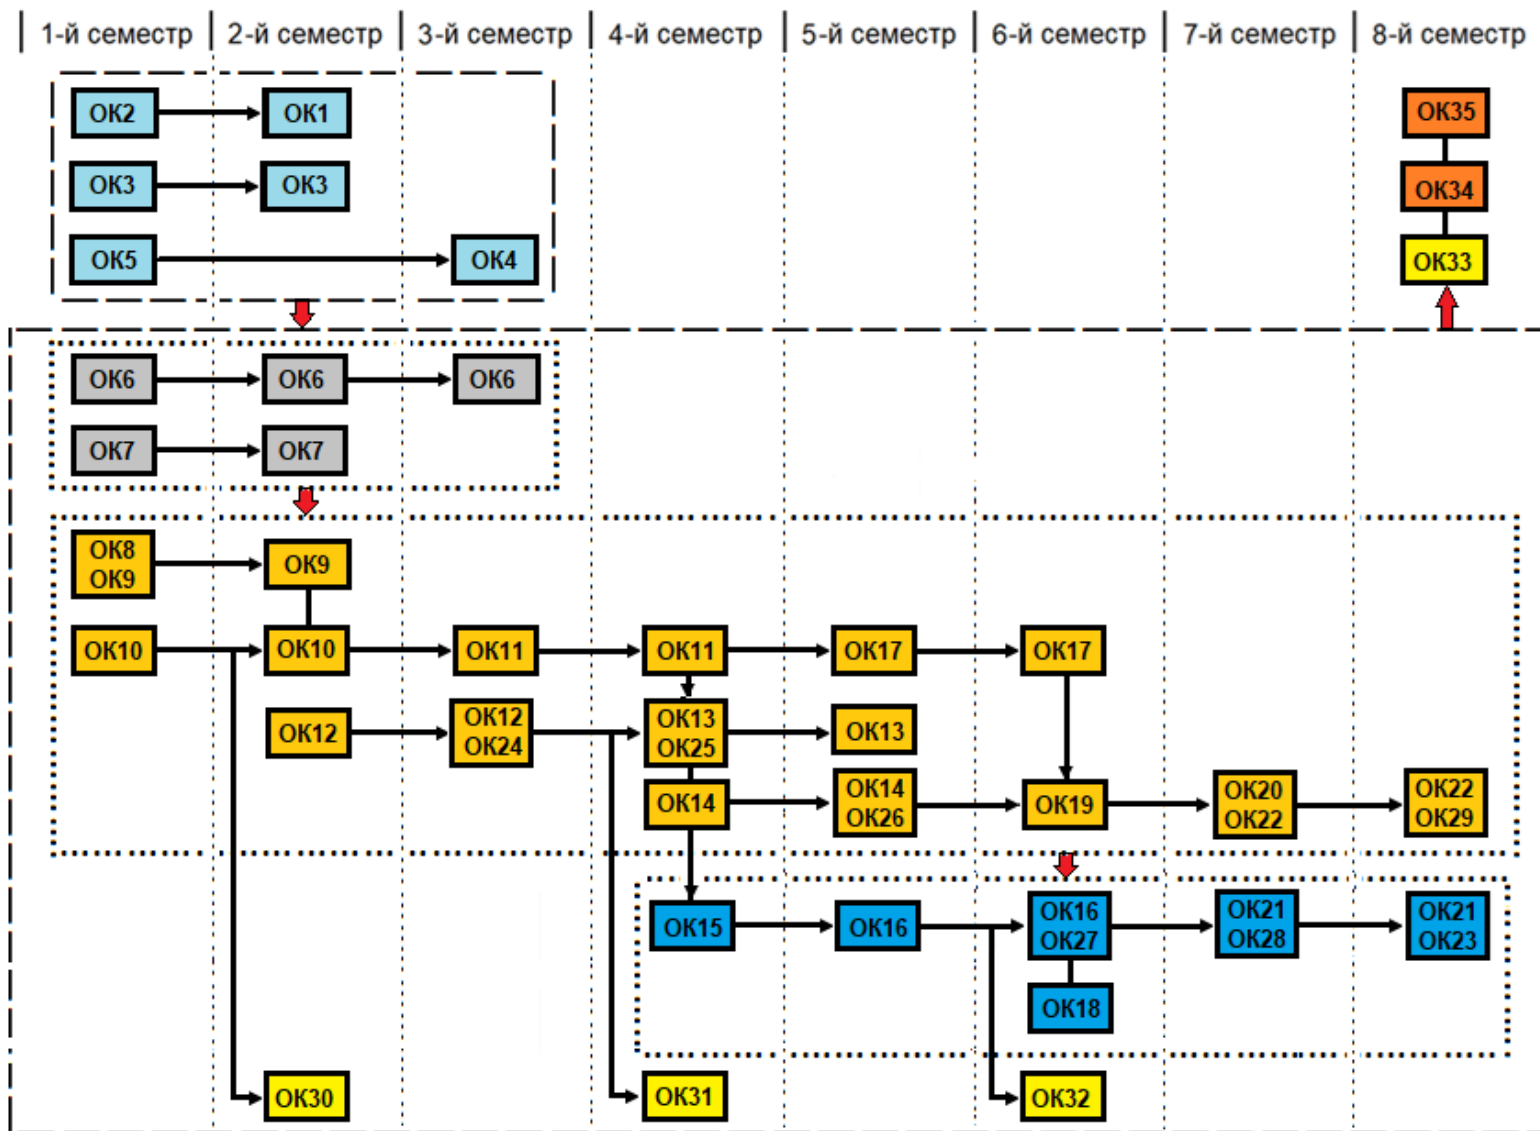 1-й семестр
2-й семестр
3-й семестр
4-й семестр
5-й семестр
6-й семестр
7-й семестр
8-й семестр
ОК2
ОК1
ОК35
ОК3
ОК3
ОК34
ОК5
ОК4
ОК33
ОК6
ОК6
ОК6
ОК7
ОК7
ОК8
ОК9
ОК9
ОК10
ОК10
ОК11
ОК11
ОК17
ОК17
ОК12
ОК12
ОК24
ОК13
ОК25
ОК13
ОК14
ОК14
ОК26
ОК19
ОК20
ОК22
ОК22
ОК29
ОК15
ОК16
ОК16
ОК27
ОК21
ОК28
ОК21
ОК23
ОК18
ОК30
ОК31
ОК32